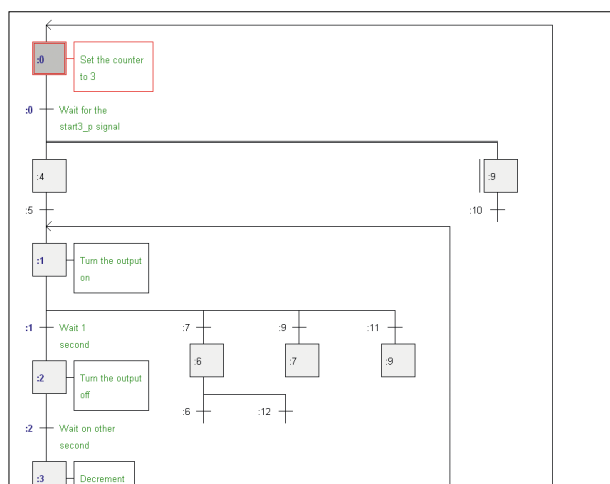 :0
Set the counter
to 3
:0
Wait for the
start3_p signal
:4
:9
:5
:10
:1
Turn the output
on
:1
Wait 1
second
:7
:9
:11
:6
:7
:9
:2
Turn the output
off
:6
:12
:2
Wait on other
second
:3
Decrement